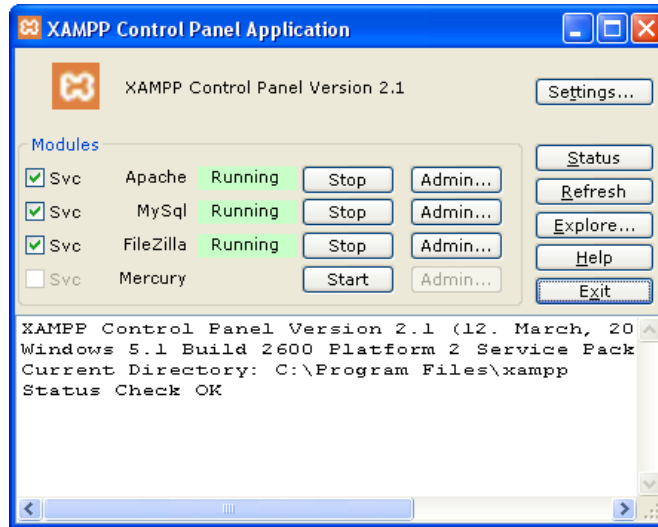 XAMPP Control Panel Application
XAMPP Control Panel Version 2.1
Settings...
Modules
Svc Apache Running Stop Admin...
Svc MySql Running Stop Admin...
Svc FileZilla Running Stop Admin...
Svc Mercury Start Admin...
Status
Refresh
Explore...
Help
Exit
XAMPP Control Panel Version 2.1 (12. March, 20
Windows 5.1 Build 2600 Platform 2 Service Pack
Current Directory: C:\Program Files\xampp
Status Check OK